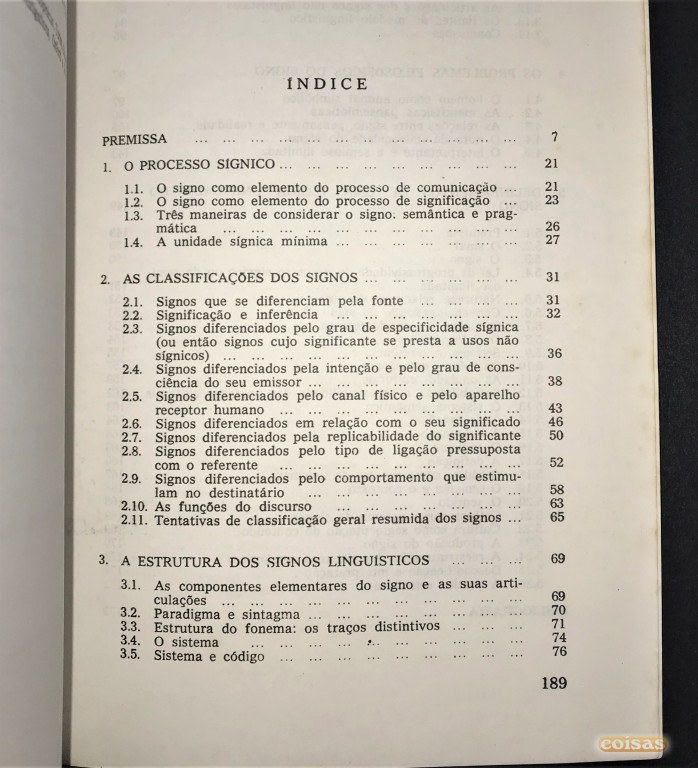 ÍNDICE
PREMISSA ... ... ... ... ... ... ... ... ... ... ... ... 7
1. O PROCESSO SÍGNICO ... ... ... ... ... ... ... ... ... ... 21
1.1. O signo como elemento do processo de comunicação ... 21
1.2. O signo como elemento do processo de significação ... 23
1.3. Três maneiras de considerar o signo: semântica e prag-
mática ... ... ... ... ... ... ... ... ... ... ... 26
1.4. A unidade sígnica mínima ... ... ... ... ... ... ... 27
2. AS CLASSIFICAÇÕES DOS SIGNOS ... ... ... ... ... ... 31
2.1. Signos que se diferenciam pela fonte ... ... ... ... 31
2.2. Significação e inferência ... ... ... ... ... ... ... 32
2.3. Signos diferenciados pelo grau de especificidade sígnica
(ou então signos cujo significante se presta a usos não
sígnicos) ... ... ... ... ... ... ... ... ... ... ... 36
2.4. Signos diferenciados pela intenção e pelo grau de cons-
ciência do seu emissor ... ... ... ... ... ... ... ... 38
2.5. Signos diferenciados pelo canal físico e pelo aparelho
receptor humano ... ... ... ... ... ... ... ... ... 43
2.6. Signos diferenciados em relação com o seu significado 46
2.7. Signos diferenciados pela replicabilidade do significante 50
2.8. Signos diferenciados pelo tipo de ligação pressuposta
com o referente ... ... ... ... ... ... ... ... ... 52
2.9. Signos diferenciados pelo comportamento que estimu-
lam no destinatário ... ... ... ... ... ... ... ... 58
2.10. As funções do discurso ... ... ... ... ... ... ... 63
2.11. Tentativas de classificação geral resumida dos signos ... 65
3. A ESTRUTURA DOS SIGNOS LINGUÍSTICOS ... ... ... 69
3.1. As componentes elementares do signo e as suas arti-
culações ... ... ... ... ... ... ... ... ... ... ... 69
3.2. Paradigma e sintagma ... ... ... ... ... ... ... ... 70
3.3. Estrutura do fonema: os traços distintivos ... ... ... 71
3.4. O sistema ... ... ... ... ... ... ... ... ... ... 74
3.5. Sistema e código ... ... ... ... ... ... ... ... ... 76
189
coisas